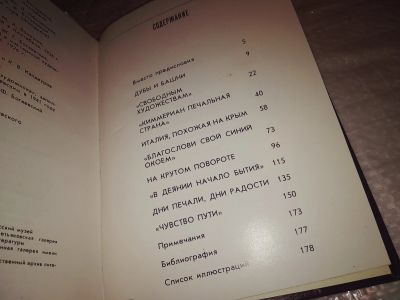 СОДЕРЖАНИЕ
Вместо предисловия
5
ДУБЫ И БАШНИ
9
«СВОБОДНЫМ
ХУДОЖЕСТВАМ»
22
«КИММЕРИИ ПЕЧАЛЬНАЯ
СТРАНА»
40
ИТАЛИЯ, ПОХОЖАЯ НА КРЫМ
58
«БЛАГОСЛОВИ СВОЙ СИНИЙ
ОКОЕМ»
73
НА КРУТОМ ПОВОРОТЕ
96
«В ДЕЯНИИ НАЧАЛО БЫТИЯ»
115
ДНИ ПЕЧАЛИ, ДНИ РАДОСТИ
135
«ЧУВСТВО ПУТИ»
150
Примечания
173
Библиография
177
Список иллюстраций
178